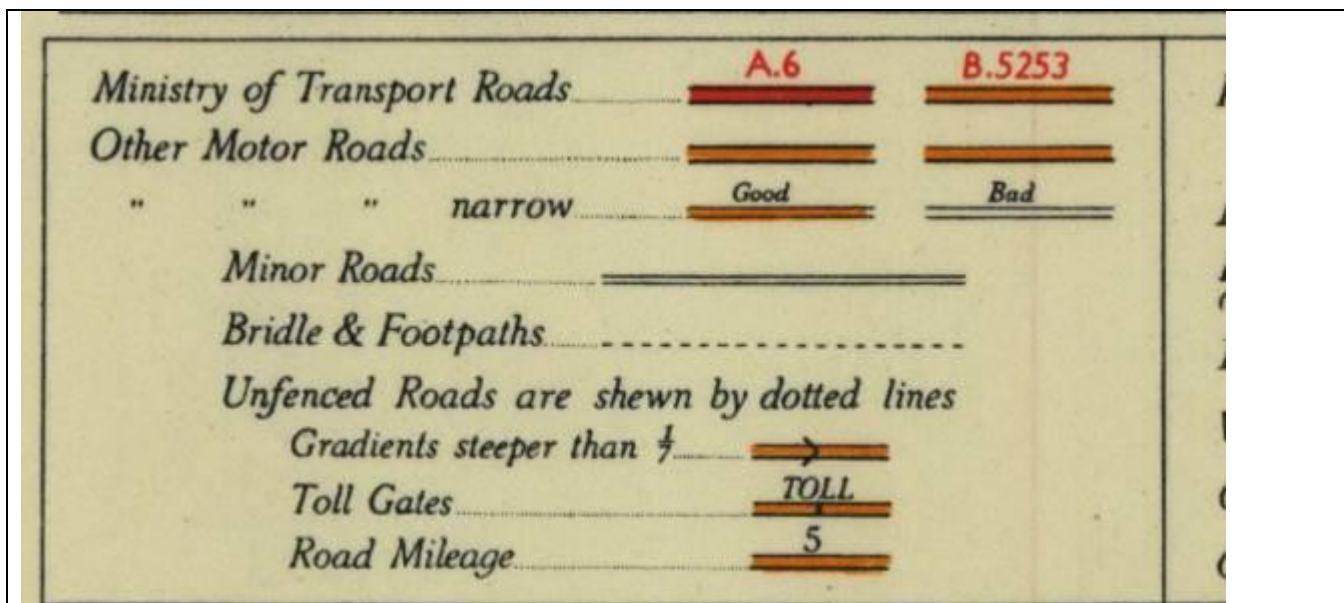 Ministry of Transport Roads A.6 B.5253
Other Motor Roads
" " " narrow Good Bad
Minor Roads
Bridle & Footpaths
Unfenced Roads are shewn by dotted lines
Gradients steeper than 1/7
Toll Gates TOLL
Road Mileage 5